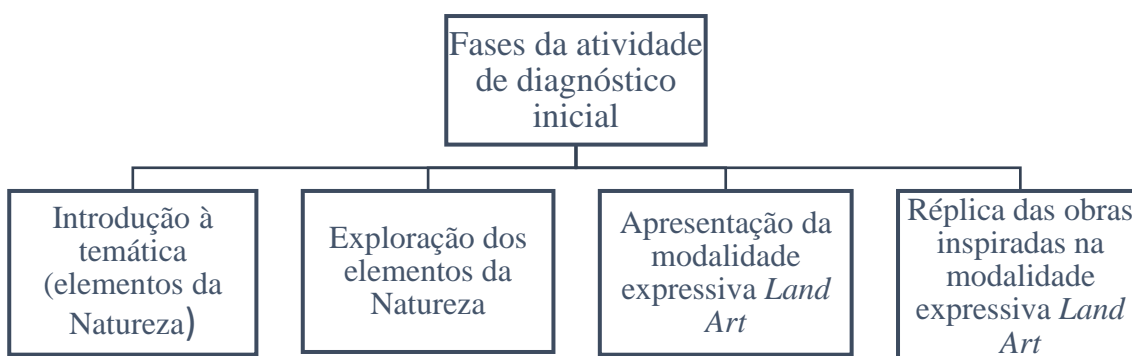 Fases da atividade
de diagnóstico
inicial
Introdução à
temática
(elementos da
Natureza)
Exploração dos
elementos da
Natureza
Apresentação da
modalidade
expressiva Land
Art
Réplica das obras
inspiradas na
modalidade
expressiva Land
Art